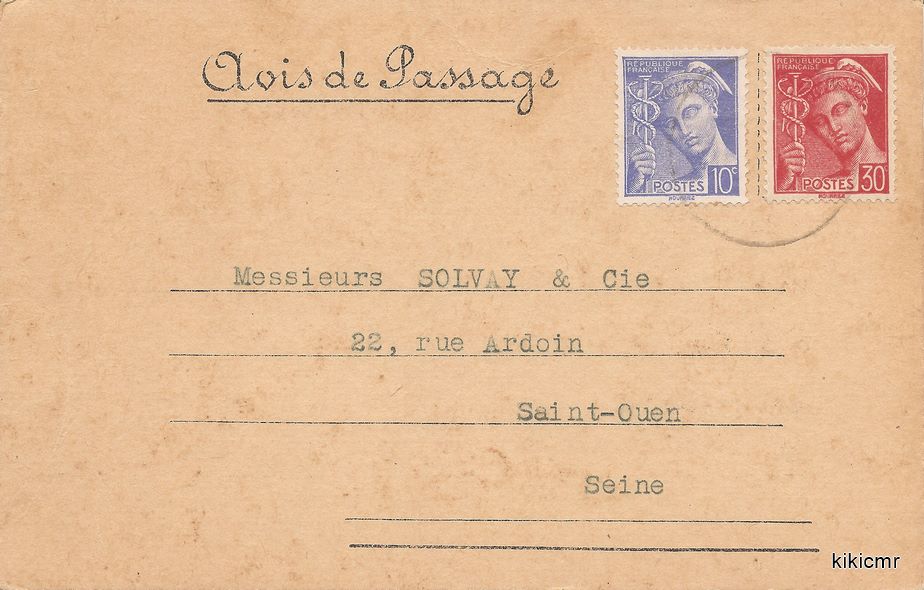 Avis de Passage
REPUBLIQUE
FRANÇAISE
POSTES 10c
REPUBLIQUE
FRANÇAISE
POSTES 30c
Messieurs SOLVAY & Cie
22, rue Ardoin
Saint-Ouen
Seine
kikicmr